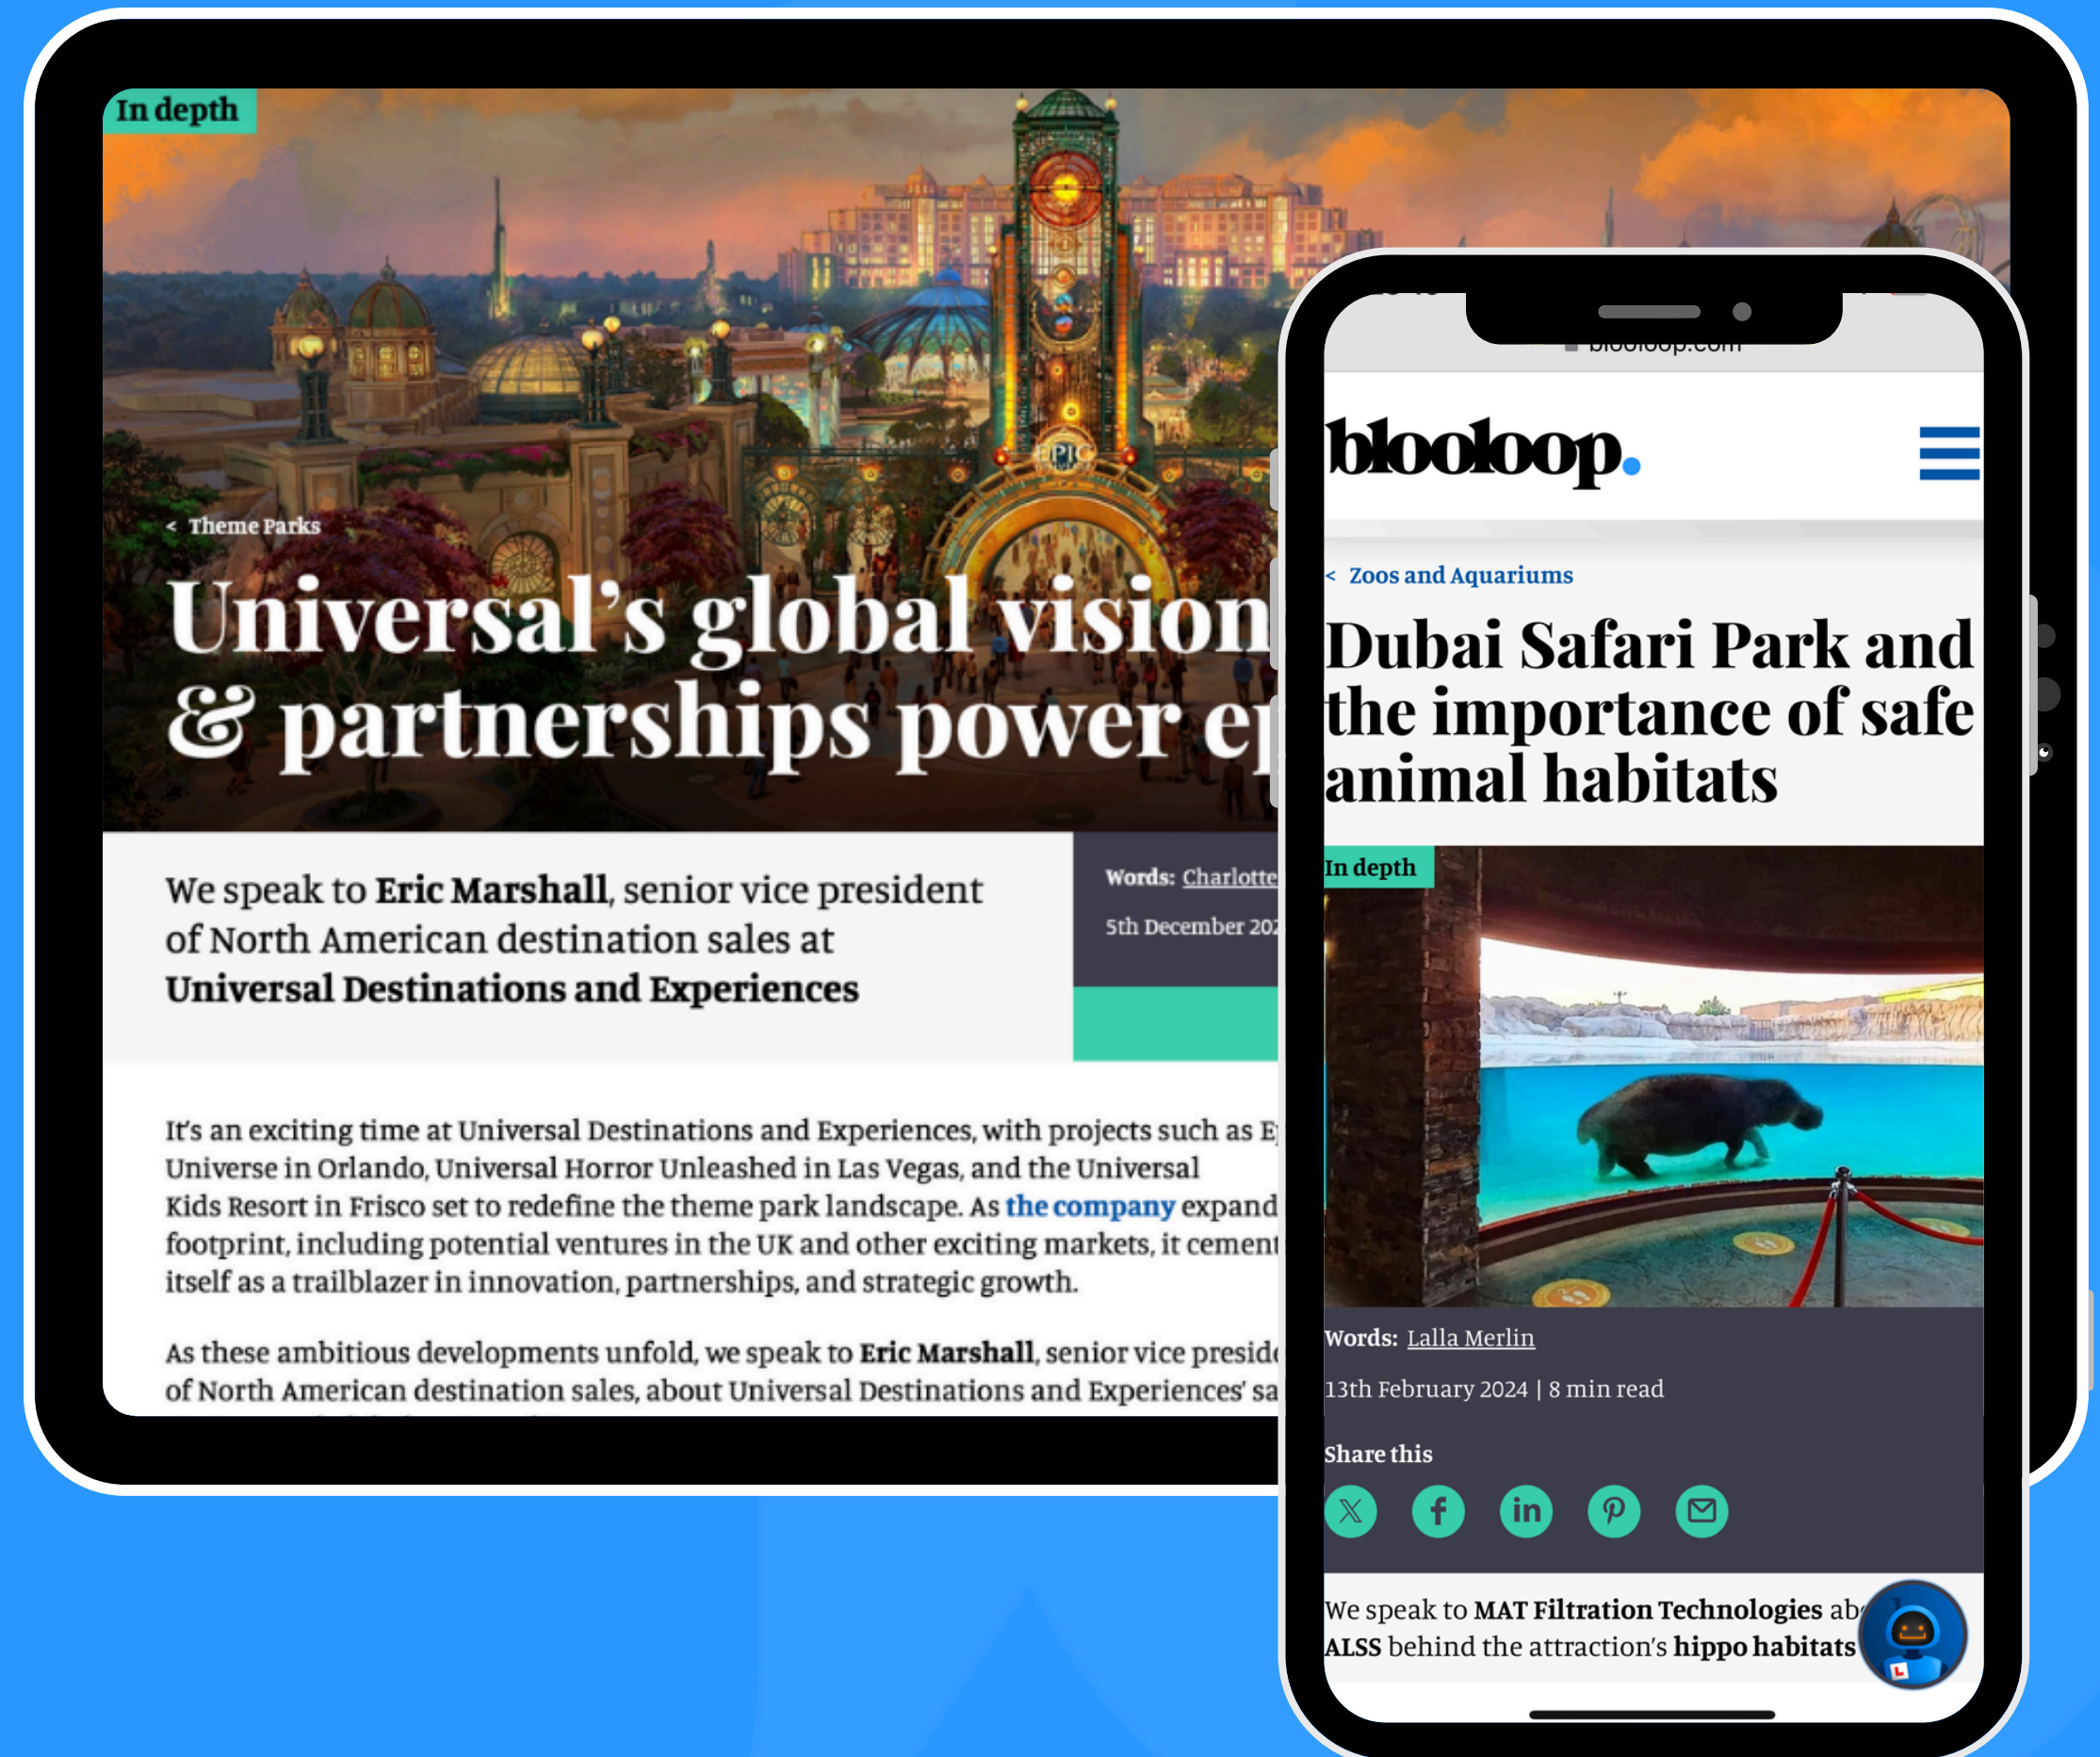 In depth
EPIC
< Theme Parks
Universal's global vision
& partnerships power
We speak to Eric Marshall, senior vice president
of North American destination sales at
Universal Destinations and Experiences
Words: Charlotte
5th December
It's an exciting time at Universal Destinations and Experiences, with projects such as
Universe in Orlando, Universal Horror Unleashed in Las Vegas, and the Universal
Kids Resort in Frisco set to redefine the theme park landscape. As the company expand
footprint, including potential ventures in the UK and other exciting markets, it cement
itself as a trailblazer in innovation, partnerships, and strategic growth.
As these ambitious developments unfold, we speak to Eric Marshall, senior vice
of North American destination sales, about Universal Destinations and Experiences'
blooloop.com
blooloop.
< Zoos and Aquariums
Dubai Safari Park and
the importance of safe
animal habitats
In depth
Words: Lalla Merlin
13th February 2024 | 8 min read
Share this
We speak to MAT Filtration Technologies
ALSS behind the attraction's hippo habitats
L